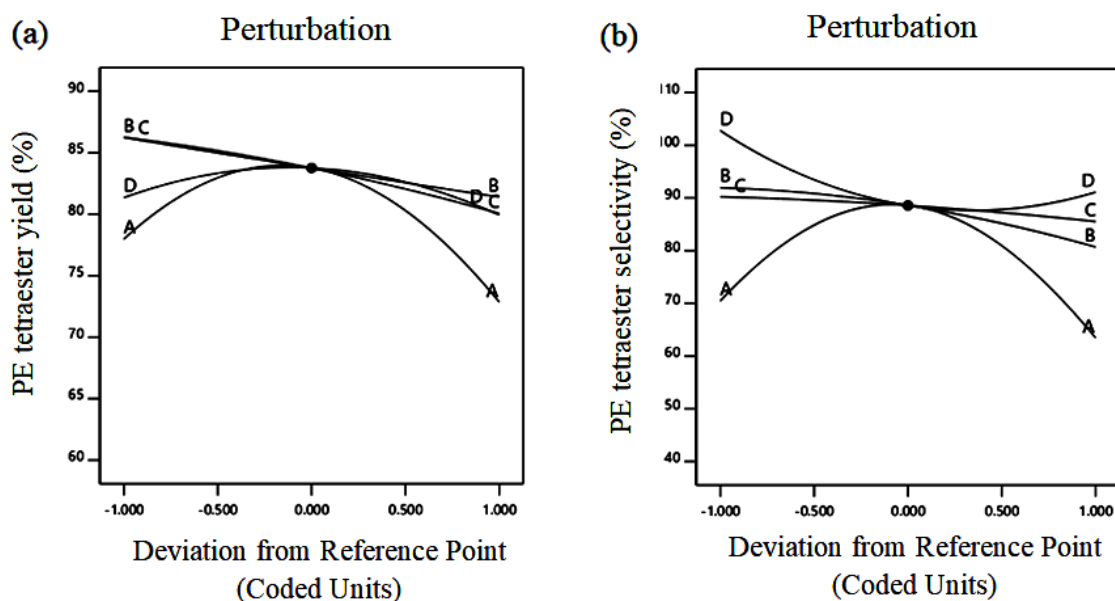 (a)
Perturbation
PE tetraester yield (%)
90
85
80
75
70
65
60
B C
D
A
B
D C
A
-1.000
-0.500
0.000
0.500
1.000
Deviation from Reference Point
(Coded Units)
(b)
Perturbation
PE tetraester selectivity (%)
110
100
90
80
70
60
50
40
D
B
C
A
D
C
B
A
-1.000
-0.500
0.000
0.500
1.000
Deviation from Reference Point
(Coded Units)